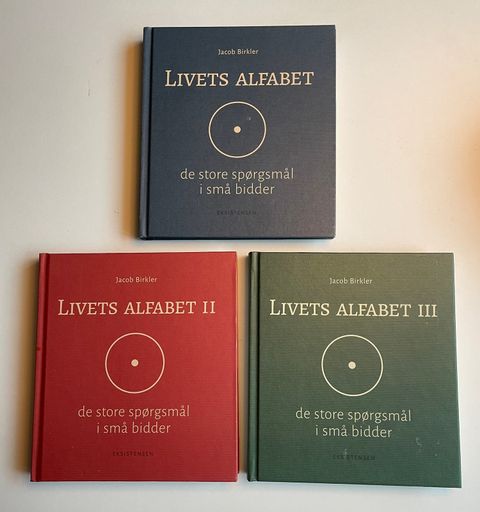 Jacob Birkler
LIVETS ALFABET
de store spørgsmål
i små bidder
EKSISTENSEN
Jacob Birkler
LIVETS ALFABET II
de store spørgsmål
i små bidder
EKSISTENSEN
Jacob Birkler
LIVETS ALFABET III
de store spørgsmål
i små bidder
EKSISTENSEN